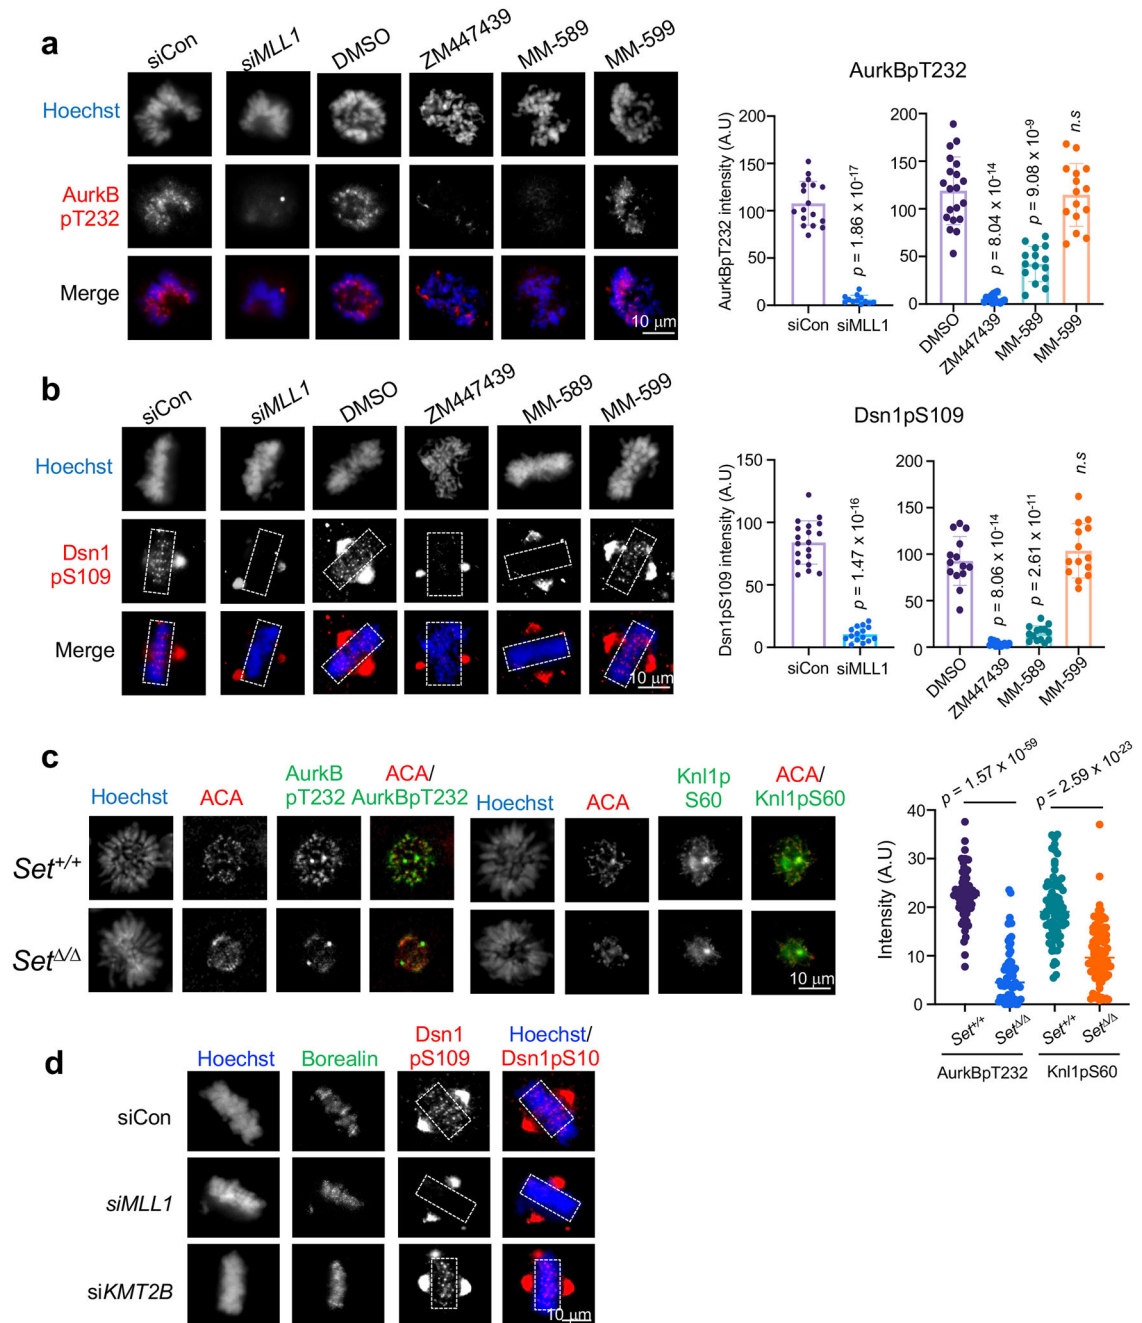 a
siCon
siMLL1
DMSO
ZM447439
MM-589
MM-599
Hoechst
AurkB
pT232
Merge
10 µm
AurkBpT232
AurkBpT232 intensity (A.U)
200
150
100
50
0
p = 1.86 x 10-17
siCon
siMLL1
200
150
100
50
0
p = 8.04 x 10-14
p = 9.08 x 10-9
n.s
DMSO
ZM447439
MM-589
MM-599
b
siCon
siMLL1
DMSO
ZM447439
MM-589
MM-599
Hoechst
Dsn1
pS109
Merge
10 µm
Dsn1pS109
Dsn1pS109 intensity (A.U)
150
100
50
0
p = 1.47 x 10-16
siCon
siMLL1
200
150
100
50
0
p = 8.06 x 10-14
p = 2.61 x 10-11
n.s
DMSO
ZM447439
MM-589
MM-599
c
Hoechst
ACA
AurkB
pT232
ACA/
AurkBpT232
Hoechst
ACA
Knl1p
S60
ACA/
Knl1pS60
Set+/+
SetΔ/Δ
10 µm
p = 1.57 x 10-59
p = 2.59 x 10-23
Intensity (A.U)
40
30
20
10
0
Set+/+
SetΔ/Δ
Set+/+
SetΔ/Δ
AurkBpT232
Knl1pS60
d
Hoechst
Borealin
Dsn1
pS109
Hoechst/
Dsn1pS10
siCon
siMLL1
siKMT2B
10 µm